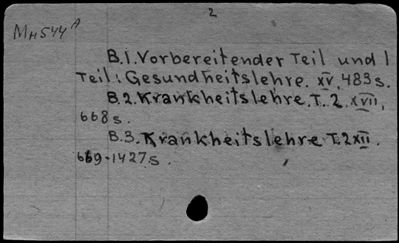 2
MH544A
B.1. Vorbereitender Teil und 1
Teil: Gesundheitslehre. XV, 483 s.
B.2. Krankheitslehre. T. 2. XVII,
668 s.
B.3. Krankheitslehre T.2 XII.
669-1427 s.